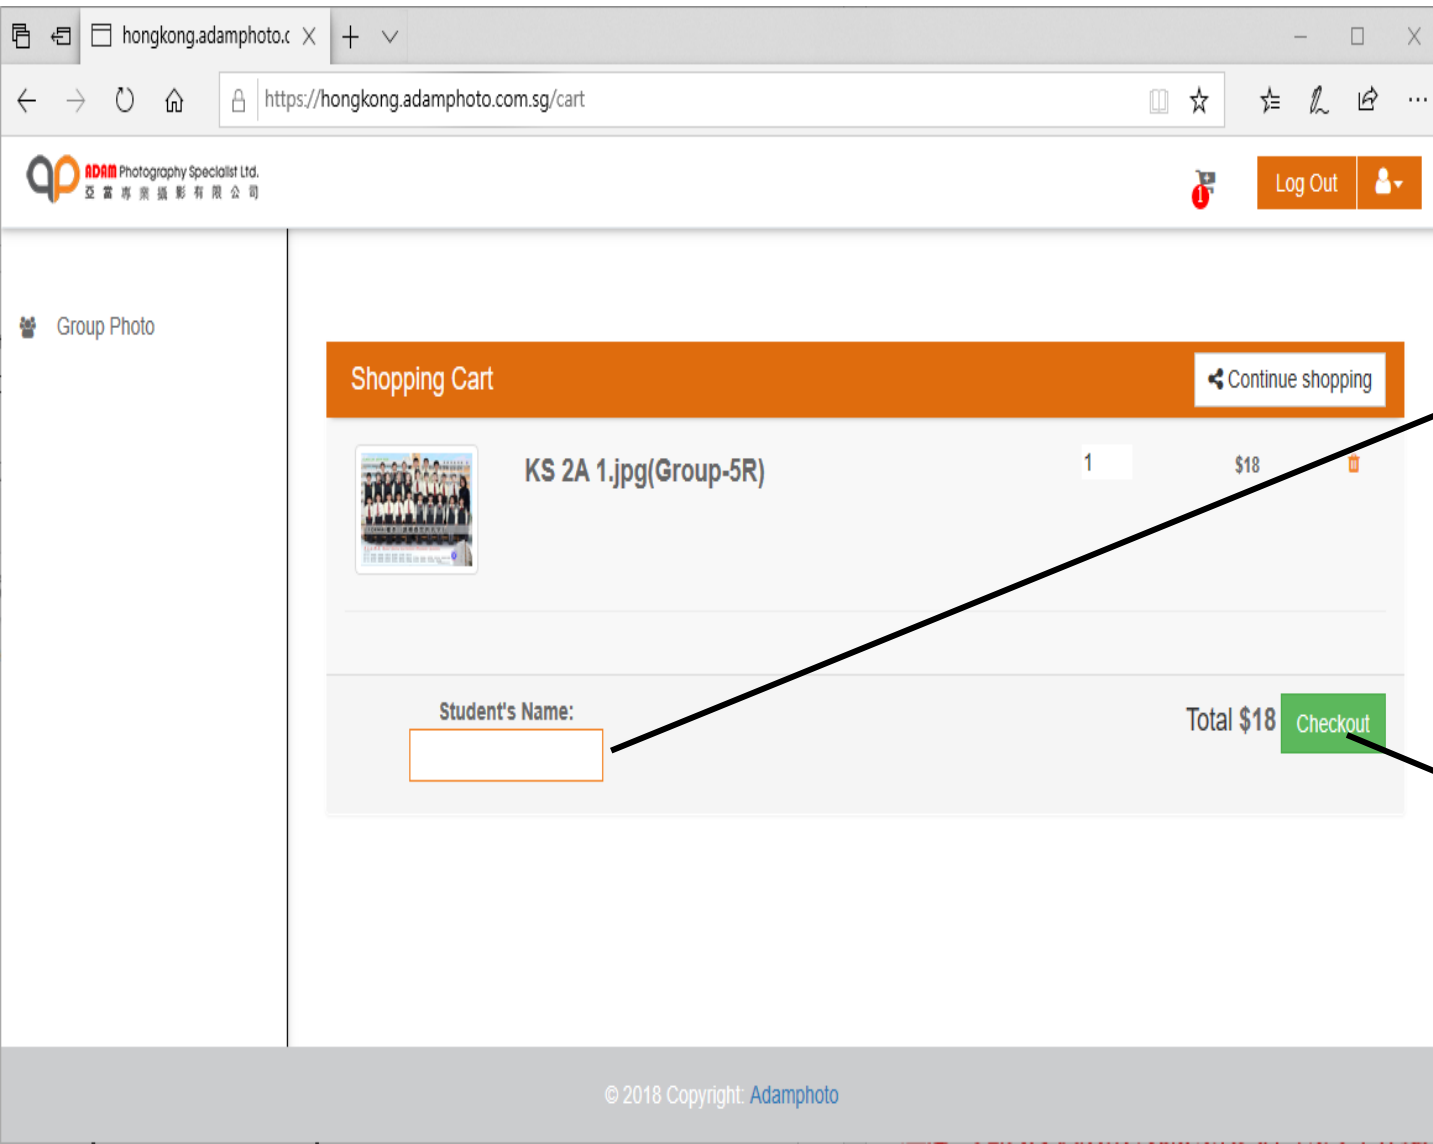 hongkong.adamphoto.c
https://hongkong.adamphoto.com.sg/cart
ADAM Photography Specialist Ltd.
亞當專業攝影有限公司
1
Log Out
Group Photo
Shopping Cart
Continue shopping
KS 2A 1.jpg(Group-5R)
1
$18
Student's Name:
Total $18
Checkout
© 2018 Copyright: Adamphoto